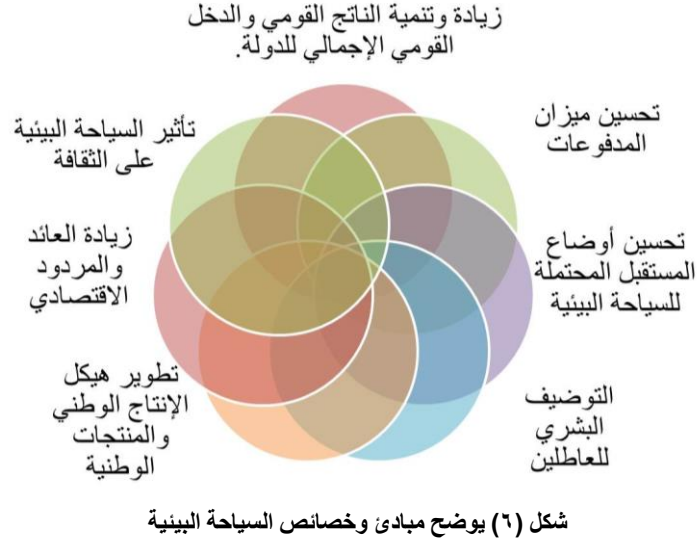 زيادة وتنمية الناتج القومي والدخل
القومي الإجمالي للدولة.
تحسين ميزان
المدفوعات
تحسين أوضاع
المستقبل المحتملة
للسياحة البيئية
التوضيف
البشري
للعاطلين
تطوير هيكل
الإنتاج الوطني
والمنتجات
الوطنية
زيادة العائد
والمردود
الاقتصادي
تأثير السياحة البيئية
على الثقافة
شكل (٦) يوضح مبادئ وخصائص السياحة البيئية